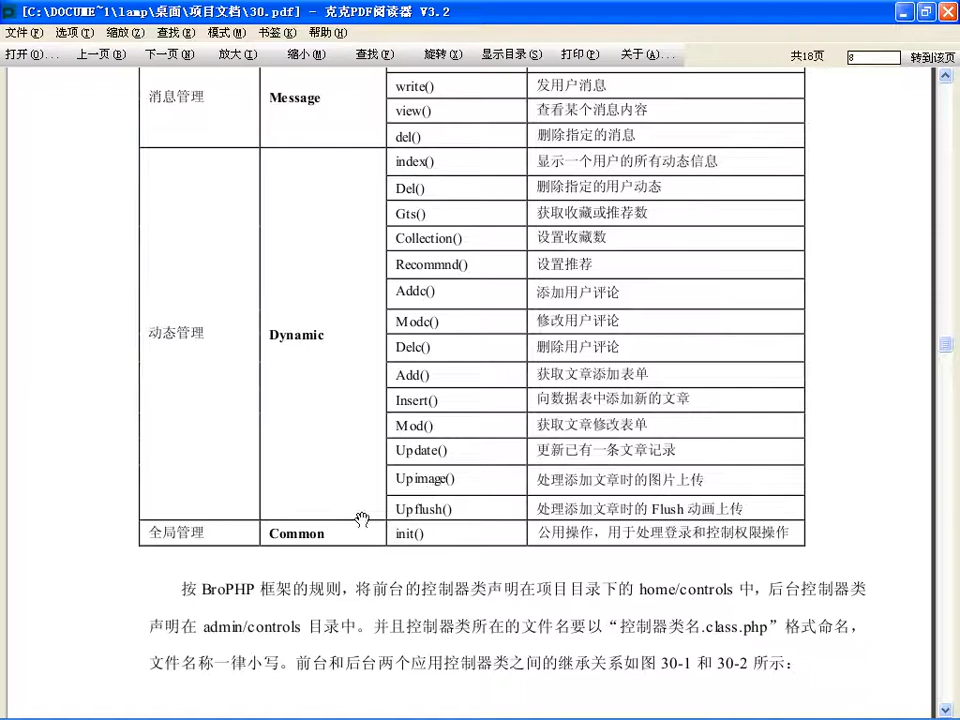 [C:\DOCUME~1\lamp\桌面\项目文档\30.pdf] - 克克PDF阅读器 V3.2
文件(F) 选项(T) 缩放(Z) 查找(E) 模式(M) 书签(K) 帮助(H)
打开(O)... 上一页(B) 下一页(N) 放大(I) 缩小(M) 查找(F) 旋转(X) 显示目录(S) 打印(P) 关于(A)... 共18页 8 转到该页
消息管理 Message write() 发用户消息
view() 查看某个消息内容
del() 删除指定的消息
动态管理 Dynamic index() 显示一个用户的所有动态信息
Del() 删除指定的用户动态
Gts() 获取收藏或推荐数
Collection() 设置收藏数
Recommnd() 设置推荐
Addc() 添加用户评论
Modc() 修改用户评论
Delc() 删除用户评论
Add() 获取文章添加表单
Insert() 向数据表中添加新的文章
Mod() 获取文章修改表单
Update() 更新已有一条文章记录
Upimage() 处理添加文章时的图片上传
Upflush() 处理添加文章时的 Flush 动画上传
全局管理 Common init() 公用操作，用于处理登录和控制权限操作
按 BroPHP 框架的规则，将前台的控制器类声明在项目目录下的 home/controls 中，后台控制器类
声明在 admin/controls 目录中。并且控制器类所在的文件名要以“控制器类名.class.php”格式命名，
文件名称一律小写。前台和后台两个应用控制器类之间的继承关系如图 30-1 和 30-2 所示：